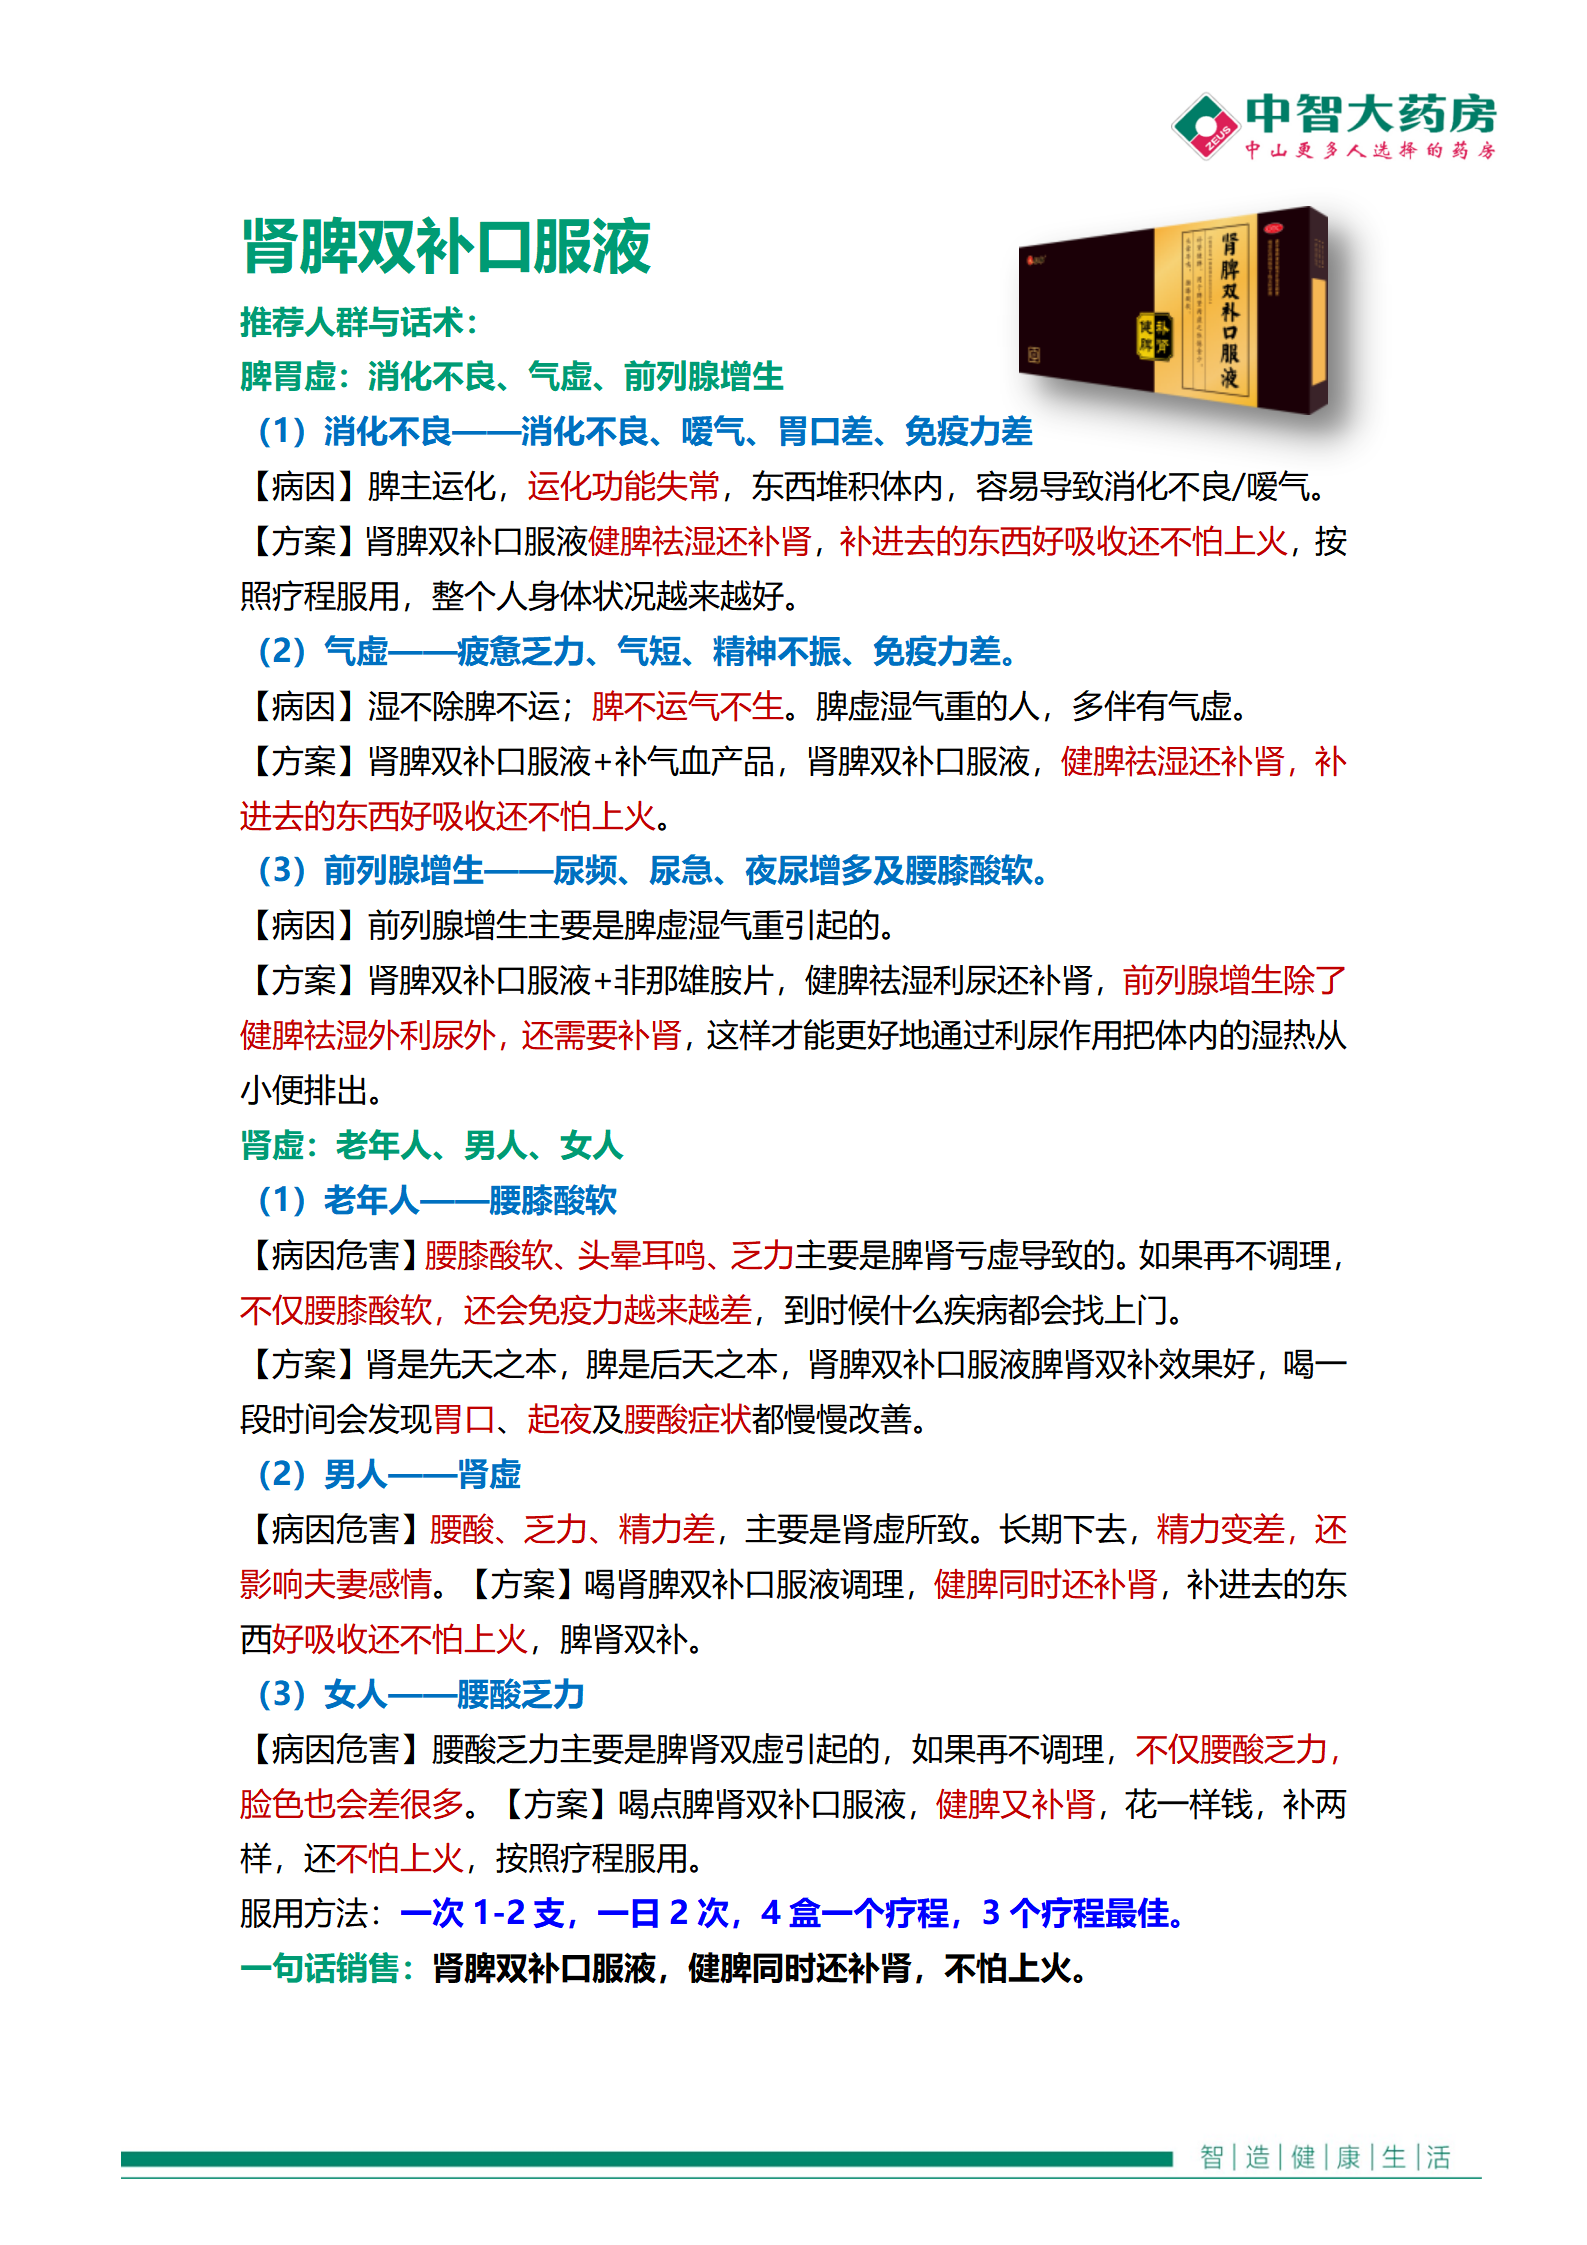 中智大药房
ZEUS
中山更多人选择的药房
肾脾双补口服液
肾脾双补口服液
健脾
补肾
OTC
推荐人群与话术：
脾胃虚：消化不良、气虚、前列腺增生
（1）消化不良——消化不良、嗳气、胃口差、免疫力差
【病因】脾主运化，运化功能失常，东西堆积体内，容易导致消化不良/嗳气。
【方案】肾脾双补口服液健脾祛湿还补肾，补进去的东西好吸收还不怕上火，按
照疗程服用，整个人身体状况越来越好。
（2）气虚——疲惫乏力、气短、精神不振、免疫力差。
【病因】湿不除脾不运；脾不运气不生。脾虚湿气重的人，多伴有气虚。
【方案】肾脾双补口服液+补气血产品，肾脾双补口服液，健脾祛湿还补肾，补
进去的东西好吸收还不怕上火。
（3）前列腺增生——尿频、尿急、夜尿增多及腰膝酸软。
【病因】前列腺增生主要是脾虚湿气重引起的。
【方案】肾脾双补口服液+非那雄胺片，健脾祛湿利尿还补肾，前列腺增生除了
健脾祛湿外利尿外，还需要补肾，这样才能更好地通过利尿作用把体内的湿热从
小便排出。
肾虚：老年人、男人、女人
（1）老年人——腰膝酸软
【病因危害】腰膝酸软、头晕耳鸣、乏力主要是脾肾亏虚导致的。如果再不调理，
不仅腰膝酸软，还会免疫力越来越差，到时候什么疾病都会找上门。
【方案】肾是先天之本，脾是后天之本，肾脾双补口服液脾肾双补效果好，喝一
段时间会发现胃口、起夜及腰酸症状都慢慢改善。
（2）男人——肾虚
【病因危害】腰酸、乏力、精力差，主要是肾虚所致。长期下去，精力变差，还
影响夫妻感情。【方案】喝肾脾双补口服液调理，健脾同时还补肾，补进去的东
西好吸收还不怕上火，脾肾双补。
（3）女人——腰酸乏力
【病因危害】腰酸乏力主要是脾肾双虚引起的，如果再不调理，不仅腰酸乏力，
脸色也会差很多。【方案】喝点脾肾双补口服液，健脾又补肾，花一样钱，补两
样，还不怕上火，按照疗程服用。
服用方法：一次 1-2 支，一日 2 次，4 盒一个疗程，3 个疗程最佳。
一句话销售：肾脾双补口服液，健脾同时还补肾，不怕上火。
智|造|健|康|生|活